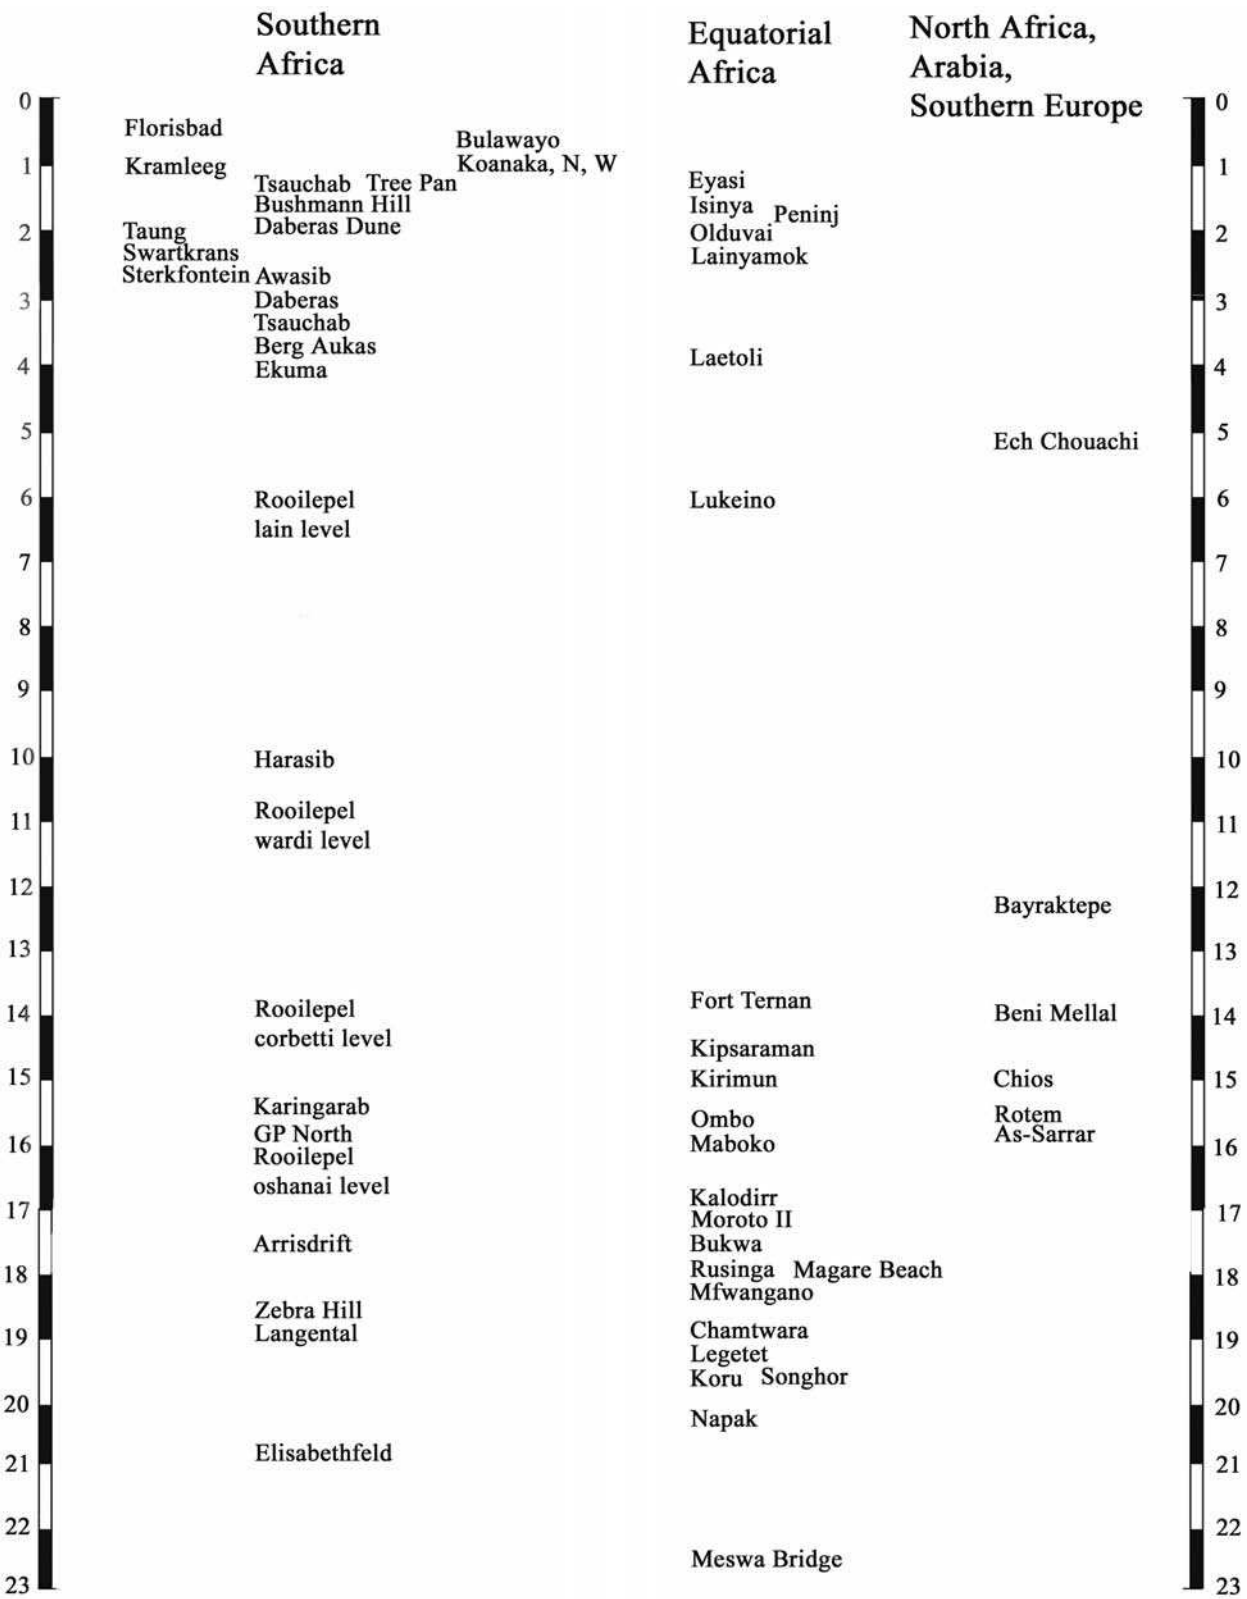 Southern
Africa
Equatorial
Africa
North Africa,
Arabia,
Southern Europe
0
1
2
3
4
5
6
7
8
9
10
11
12
13
14
15
16
17
18
19
20
21
22
23
Florisbad
Kramleeg
Taung
Swartkrans
Sterkfontein
Bulawayo
Koanaka, N, W
Tsauchab Tree Pan
Bushmann Hill
Daberas Dune
Awasib
Daberas
Tsauchab
Berg Aukas
Ekuma
Rooilepel
lain level
Harasib
Rooilepel
wardi level
Rooilepel
corbetti level
Karingarab
GP North
Rooilepel
oshanai level
Arrisdrift
Zebra Hill
Langental
Elisabethfeld
Eyasi
Isinya
Peninj
Olduvai
Lainyamok
Laetoli
Lukeino
Fort Ternan
Kipsaraman
Kirimun
Ombo
Maboko
Kalodirr
Moroto II
Bukwa
Rusinga Magare Beach
Mfwangano
Chamtwara
Legetet
Koru Songhor
Napak
Meswa Bridge
Ech Chouachi
Bayraktepe
Beni Mellal
Chios
Rotem
As-Sarrar
0
1
2
3
4
5
6
7
8
9
10
11
12
13
14
15
16
17
18
19
20
21
22
23